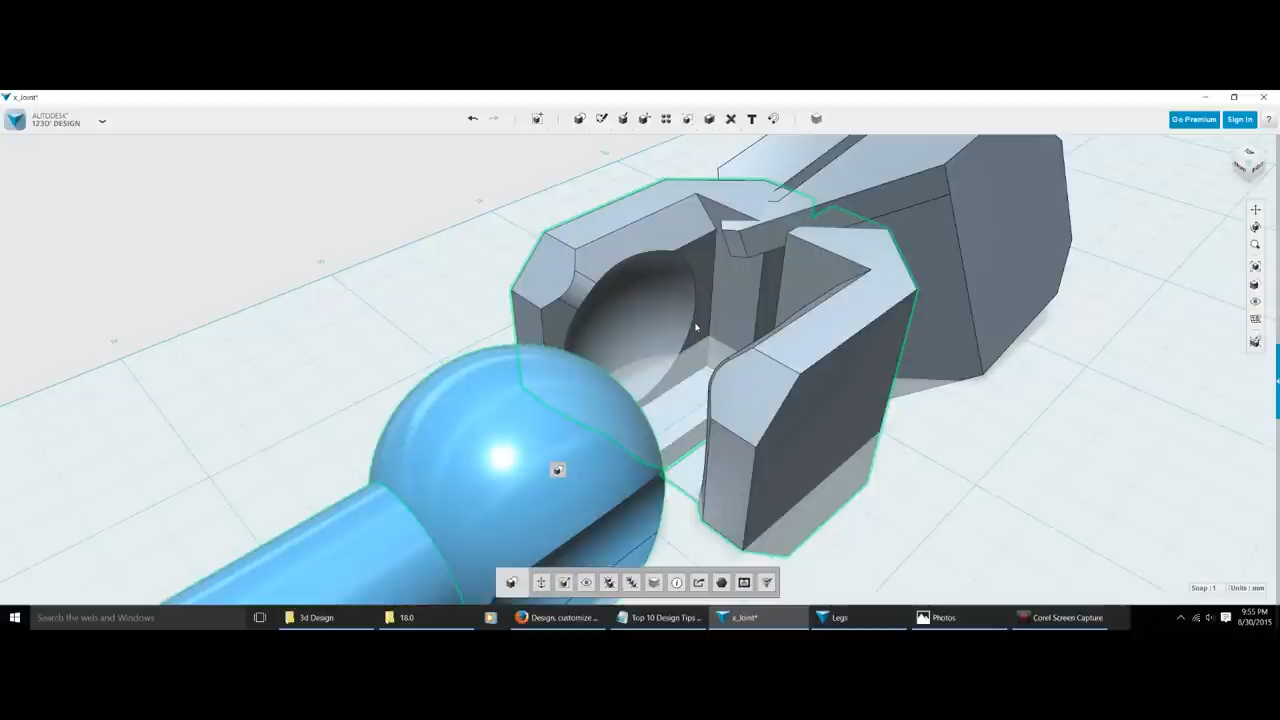 x_Joint*
AUTODESK®
123D® DESIGN
Go Premium
Sign In
?
Snap : 1
Units : mm
Search the web and Windows
3d Design
18.0
Design, customize ...
Top 10 Design Tips ...
x_Joint*
Legs
Photos
Corel Screen Capture
9:55 PM
8/30/2015